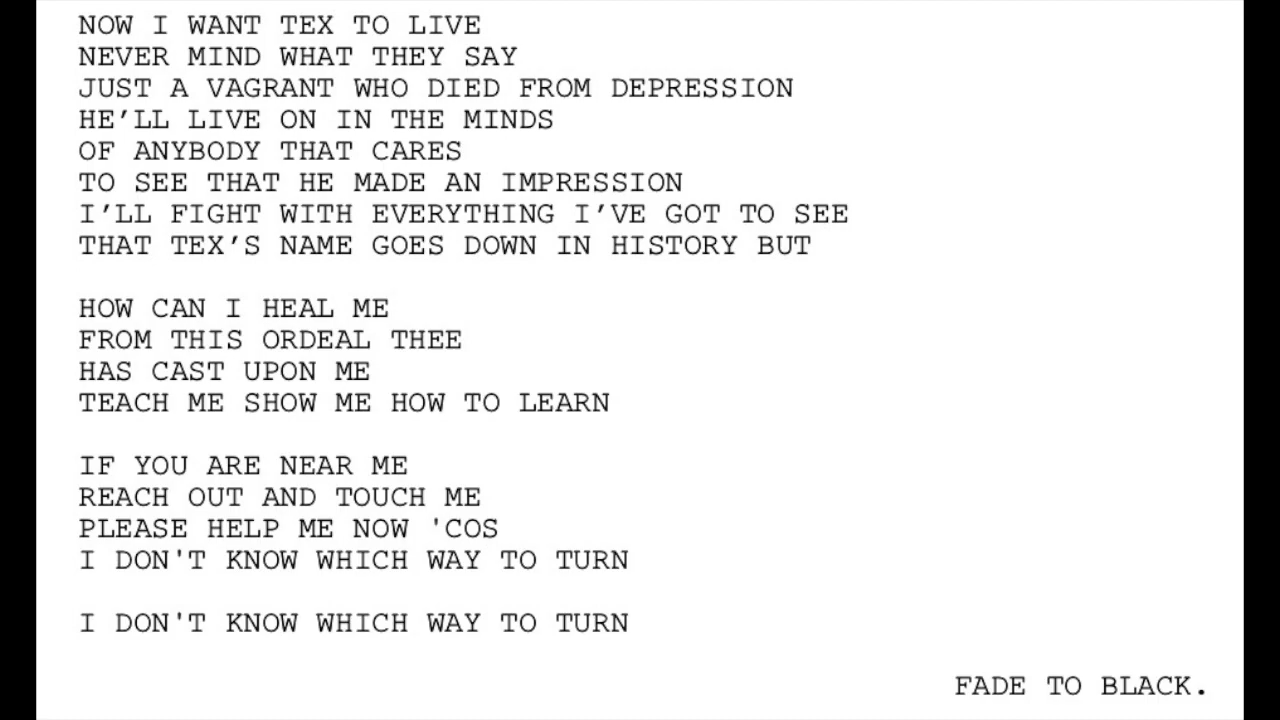 NOW I WANT TEX TO LIVE
NEVER MIND WHAT THEY SAY
JUST A VAGRANT WHO DIED FROM DEPRESSION
HE’LL LIVE ON IN THE MINDS
OF ANYBODY THAT CARES
TO SEE THAT HE MADE AN IMPRESSION
I’LL FIGHT WITH EVERYTHING I’VE GOT TO SEE
THAT TEX’S NAME GOES DOWN IN HISTORY BUT
HOW CAN I HEAL ME
FROM THIS ORDEAL THEE
HAS CAST UPON ME
TEACH ME SHOW ME HOW TO LEARN
IF YOU ARE NEAR ME
REACH OUT AND TOUCH ME
PLEASE HELP ME NOW 'COS
I DON'T KNOW WHICH WAY TO TURN
I DON'T KNOW WHICH WAY TO TURN
FADE TO BLACK.